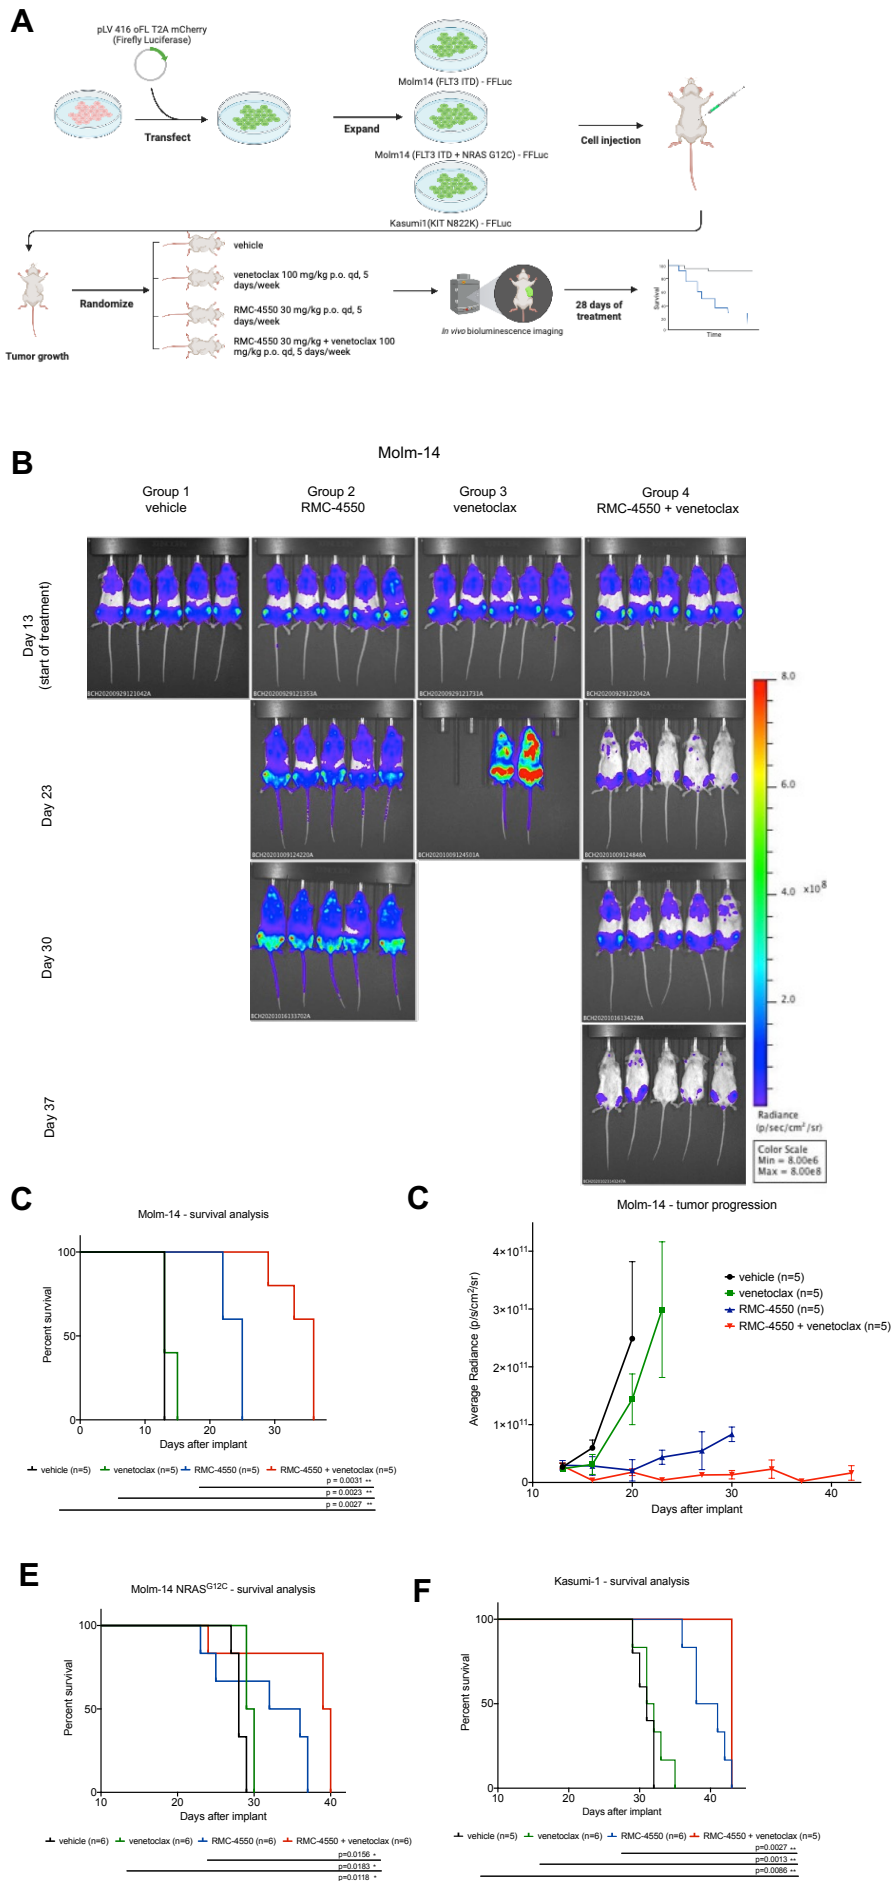 A
pLV 416 oFL T2A mCherry
(Firefly Luciferase)
Transfect
Expand
Molm14 (FLT3 ITD) - FFLuc
Molm14 (FLT3 ITD + NRAS G12C) - FFLuc
Kasumi1(KIT N822K) - FFLuc
Cell injection
Tumor growth
Randomize
vehicle
venetoclax 100 mg/kg p.o. qd, 5
days/week
RMC-4550 30 mg/kg p.o. qd, 5
days/week
RMC-4550 30 mg/kg + venetoclax 100
mg/kg p.o. qd, 5 days/week
In vivo bioluminescence imaging
28 days of
treatment
Survival
Time
B
Molm-14
Group 1
vehicle
Group 2
RMC-4550
Group 3
venetoclax
Group 4
RMC-4550 + venetoclax
Day 13
(start of treatment)
BCH20200929121042A
BCH20200929121353A
BCH20200929121731A
BCH20200929122042A
Day 23
BCH20201009124220A
BCH20201009124501A
BCH20201009124848A
Day 30
BCH20201016133702A
BCH20201016134228A
Day 37
8.0
6.0
4.0 x10⁸
2.0
Radiance
(p/sec/cm²/sr)
Color Scale
Min = 8.00e6
Max = 8.00e8
C
Molm-14 - survival analysis
Percent survival
100
50
0
0 10 20 30 40
Days after implant
vehicle (n=5) venetoclax (n=5) RMC-4550 (n=5) RMC-4550 + venetoclax (n=5)
p = 0.0031 **
p = 0.0023 **
p = 0.0027 **
C
Molm-14 - tumor progression
Average Radiance (p/s/cm²/sr)
4×10¹¹
3×10¹¹
2×10¹¹
1×10¹¹
0
10 20 30 40
Days after implant
vehicle (n=5)
venetoclax (n=5)
RMC-4550 (n=5)
RMC-4550 + venetoclax (n=5)
E
Molm-14 NRASᴳ¹²ᶜ - survival analysis
Percent survival
100
50
0
10 20 30 40
Days after implant
vehicle (n=6) venetoclax (n=6) RMC-4550 (n=6) RMC-4550 + venetoclax (n=6)
p=0.0156 *
p=0.0183 *
p=0.0118 *
F
Kasumi-1 - survival analysis
Percent survival
100
50
0
10 20 30 40
Days after implant
vehicle (n=5) venetoclax (n=6) RMC-4550 (n=6) RMC-4550 + venetoclax (n=5)
p=0.0027 **
p=0.0013 **
p=0.0086 **